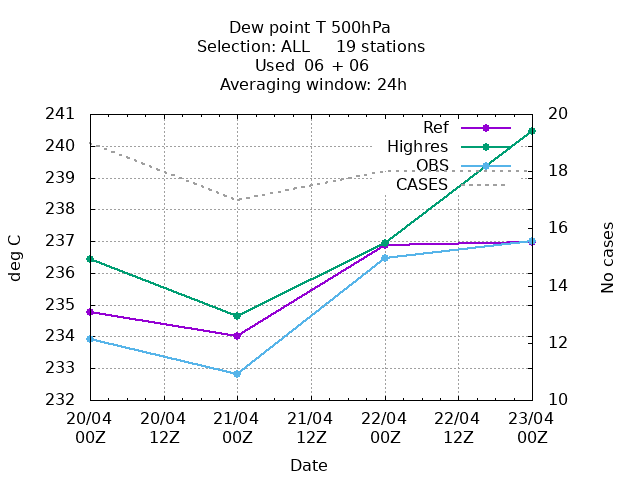 Dew point T 500hPa
Selection: ALL     19 stations
Used  06 + 06
Averaging window: 24h
241
240
239
238
237
236
235
234
233
232
deg C
20
18
16
14
12
10
No cases
Ref
Highres
OBS
CASES
20/04 20/04 21/04 21/04 22/04 22/04 23/04
00Z 12Z 00Z 12Z 00Z 12Z 00Z
Date